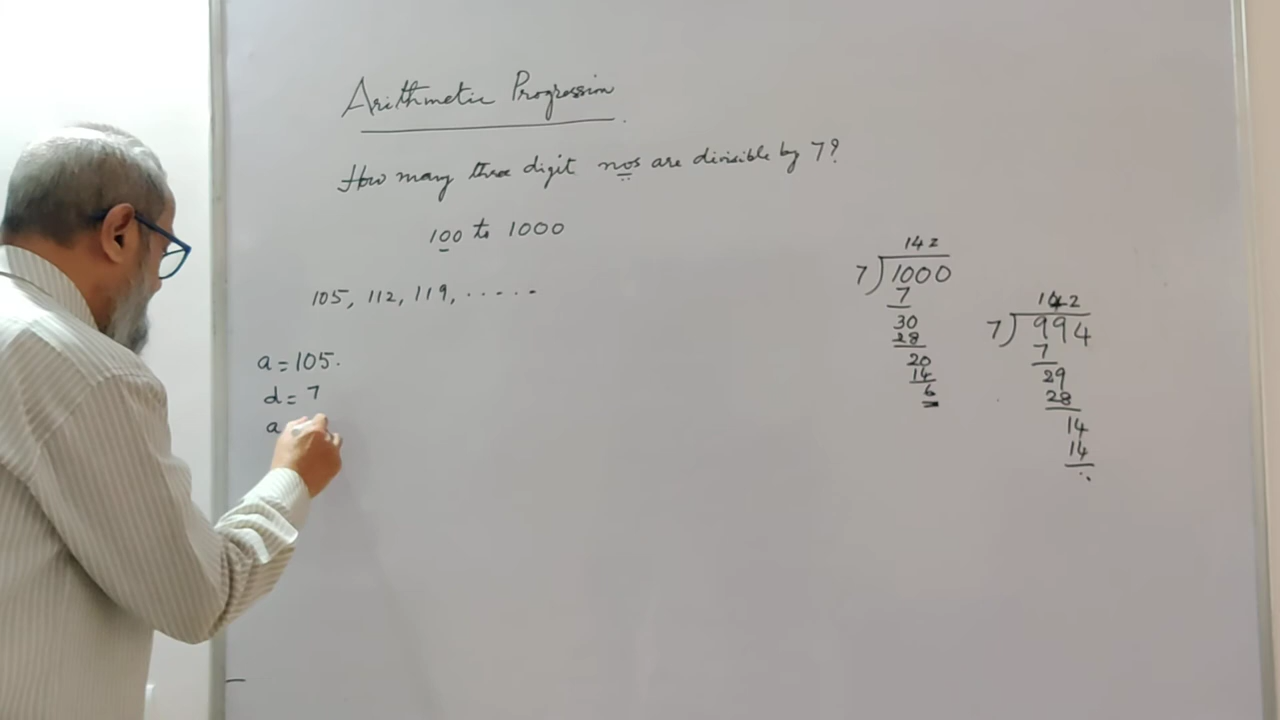 Arithmetic Progression
How many three digit nos are divisible by 7?
100 to 1000
105, 112, 119, .....
a = 105.
d = 7
a
142
7)1000
7
30
28
20
14
6
142
7)994
7
29
28
14
14